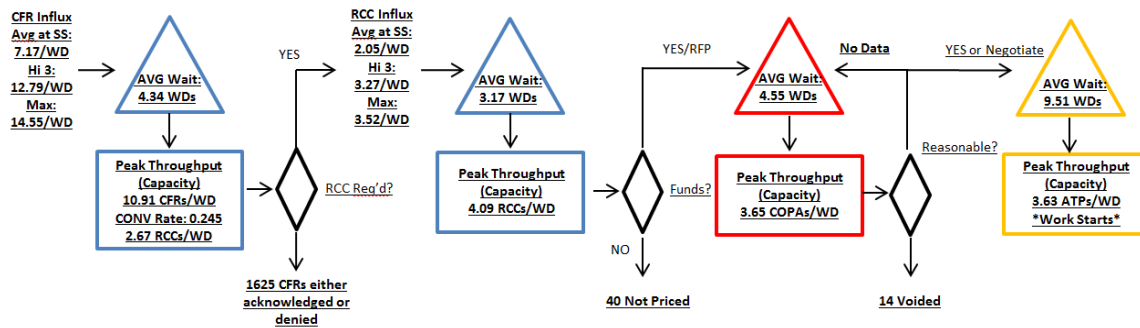 CFR Influx
Avg at SS:
7.17/WD
Hi 3:
12.79/WD
Max:
14.55/WD
AVG Wait:
4.34 WDs
Peak Throughput
(Capacity)
10.91 CFRs/WD
CONV Rate: 0.245
2.67 RCCs/WD
YES
RCC Req'd?
1625 CFRs either
acknowledged or
denied
RCC Influx
Avg at SS:
2.05/WD
Hi 3:
3.27/WD
Max:
3.52/WD
AVG Wait:
3.17 WDs
Peak Throughput
(Capacity)
4.09 RCCs/WD
YES/RFP
Funds?
NO
40 Not Priced
AVG Wait:
4.55 WDs
Peak Throughput
(Capacity)
3.65 COPAs/WD
No Data
Reasonable?
14 Voided
YES or Negotiate
AVG Wait:
9.51 WDs
Peak Throughput
(Capacity)
3.63 ATPs/WD
*Work Starts*